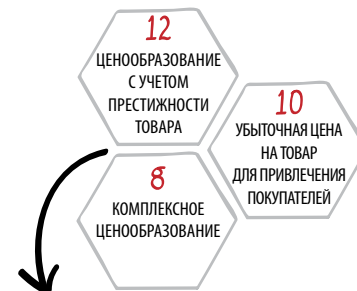 12
ЦЕНООБРАЗОВАНИЕ
С УЧЕТОМ
ПРЕСТИЖНОСТИ
ТОВАРА
10
УБЫТОЧНАЯ ЦЕНА
НА ТОВАР
ДЛЯ ПРИВЛЕЧЕНИЯ
ПОКУПАТЕЛЕЙ
8
КОМПЛЕКСНОЕ
ЦЕНООБРАЗОВАНИЕ